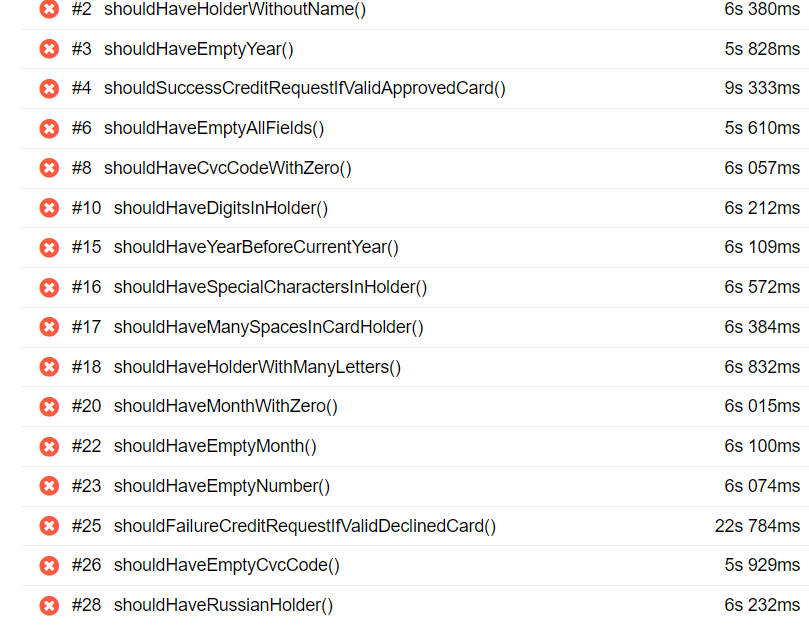 #2 shouldHaveHolderWithoutName() 6s 380ms
#3 shouldHaveEmptyYear() 5s 828ms
#4 shouldSuccessCreditRequestIfValidApprovedCard() 9s 333ms
#6 shouldHaveEmptyAllFields() 5s 610ms
#8 shouldHaveCvcCodeWithZero() 6s 057ms
#10 shouldHaveDigitsInHolder() 6s 212ms
#15 shouldHaveYearBeforeCurrentYear() 6s 109ms
#16 shouldHaveSpecialCharactersInHolder() 6s 572ms
#17 shouldHaveManySpacesInCardHolder() 6s 384ms
#18 shouldHaveHolderWithManyLetters() 6s 832ms
#20 shouldHaveMonthWithZero() 6s 015ms
#22 shouldHaveEmptyMonth() 6s 100ms
#23 shouldHaveEmptyNumber() 6s 074ms
#25 shouldFailureCreditRequestIfValidDeclinedCard() 22s 784ms
#26 shouldHaveEmptyCvcCode() 5s 929ms
#28 shouldHaveRussianHolder() 6s 232ms